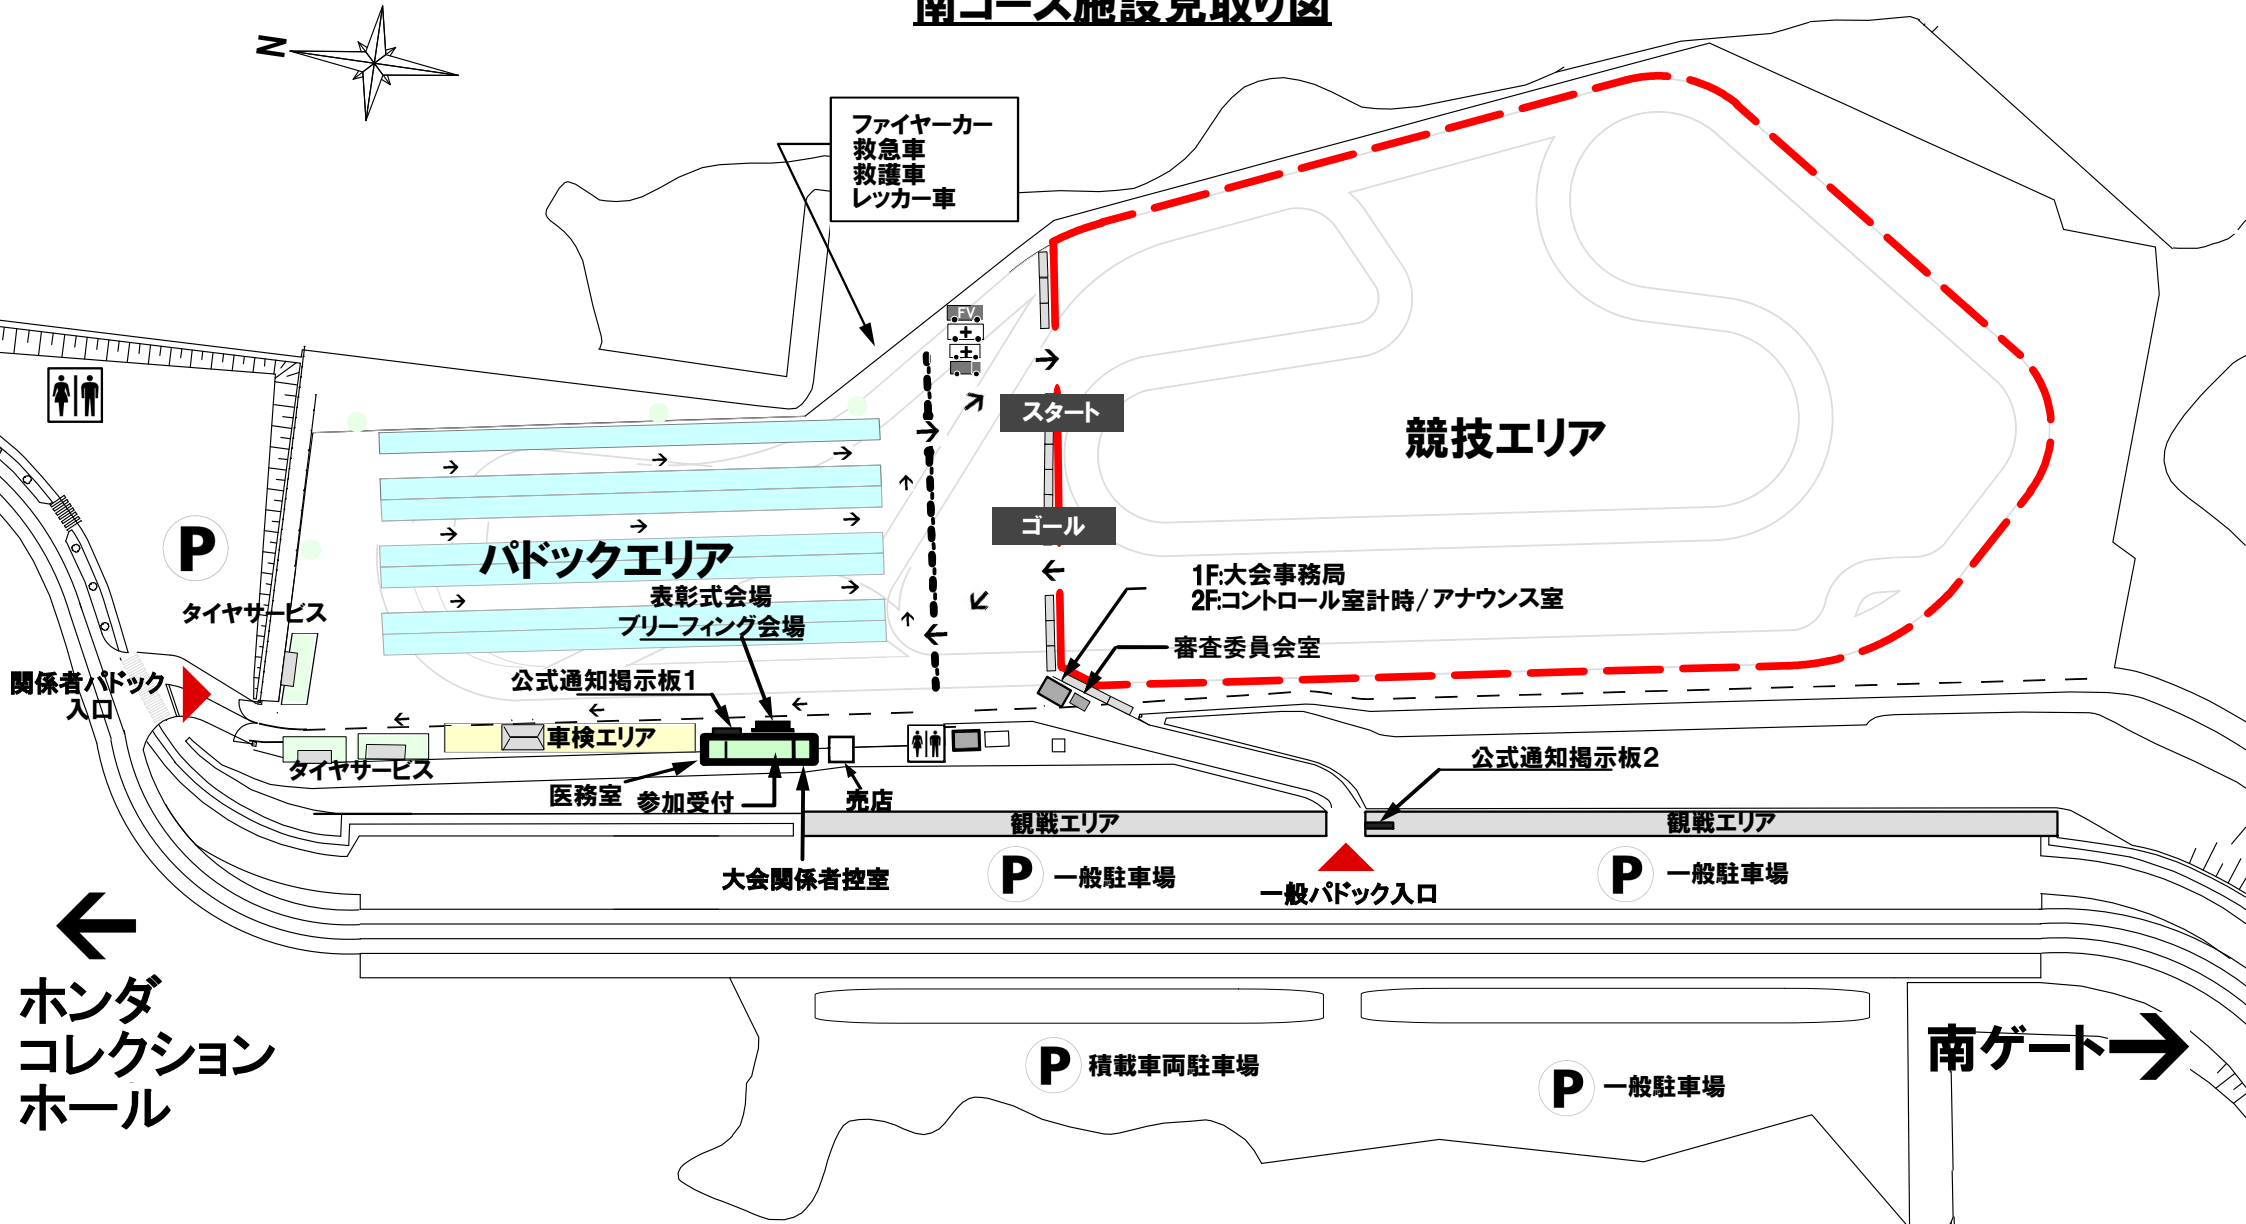 南コース施設見取り図
N
ファイヤーカー
救急車
救護車
レッカー車
FV
スタート
競技エリア
ゴール
P
パドックエリア
表彰式会場
ブリーフィング会場
1F:大会事務局
2F:コントロール室計時/アナウンス室
審査委員会室
タイヤサービス
関係者パドック
入口
公式通知掲示板1
車検エリア
タイヤサービス
医務室
参加受付
売店
公式通知掲示板2
観戦エリア
観戦エリア
大会関係者控室
P 一般駐車場
一般パドック入口
P 一般駐車場
ホンダ
コレクション
ホール
南ゲート
P 積載車両駐車場
P 一般駐車場